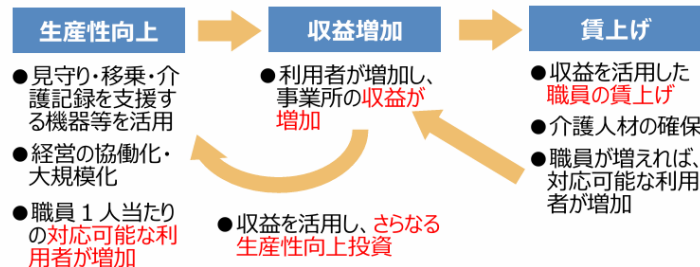 生産性向上
●見守り・移乗・介
護記録を支援す
る機器等を活用
●経営の協働化・
大規模化
●職員１人当たり
の対応可能な利
用者が増加
収益増加
●利用者が増加し、
事業所の収益が
増加
●収益を活用し、さらなる
生産性向上投資
賃上げ
●収益を活用した
職員の賃上げ
●介護人材の確保
●職員が増えれば、
対応可能な利用
者が増加